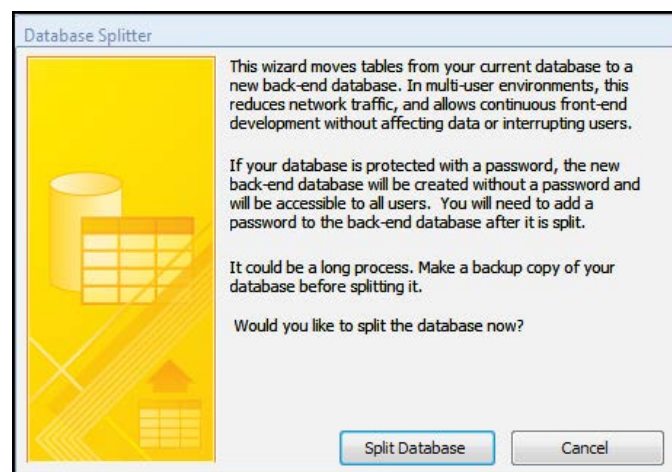 Database Splitter
This wizard moves tables from your current database to a
new back-end database. In multi-user environments, this
reduces network traffic, and allows continuous front-end
development without affecting data or interrupting users.
If your database is protected with a password, the new
back-end database will be created without a password and
will be accessible to all users. You will need to add a
password to the back-end database after it is split.
It could be a long process. Make a backup copy of your
database before splitting it.
Would you like to split the database now?
Split Database
Cancel